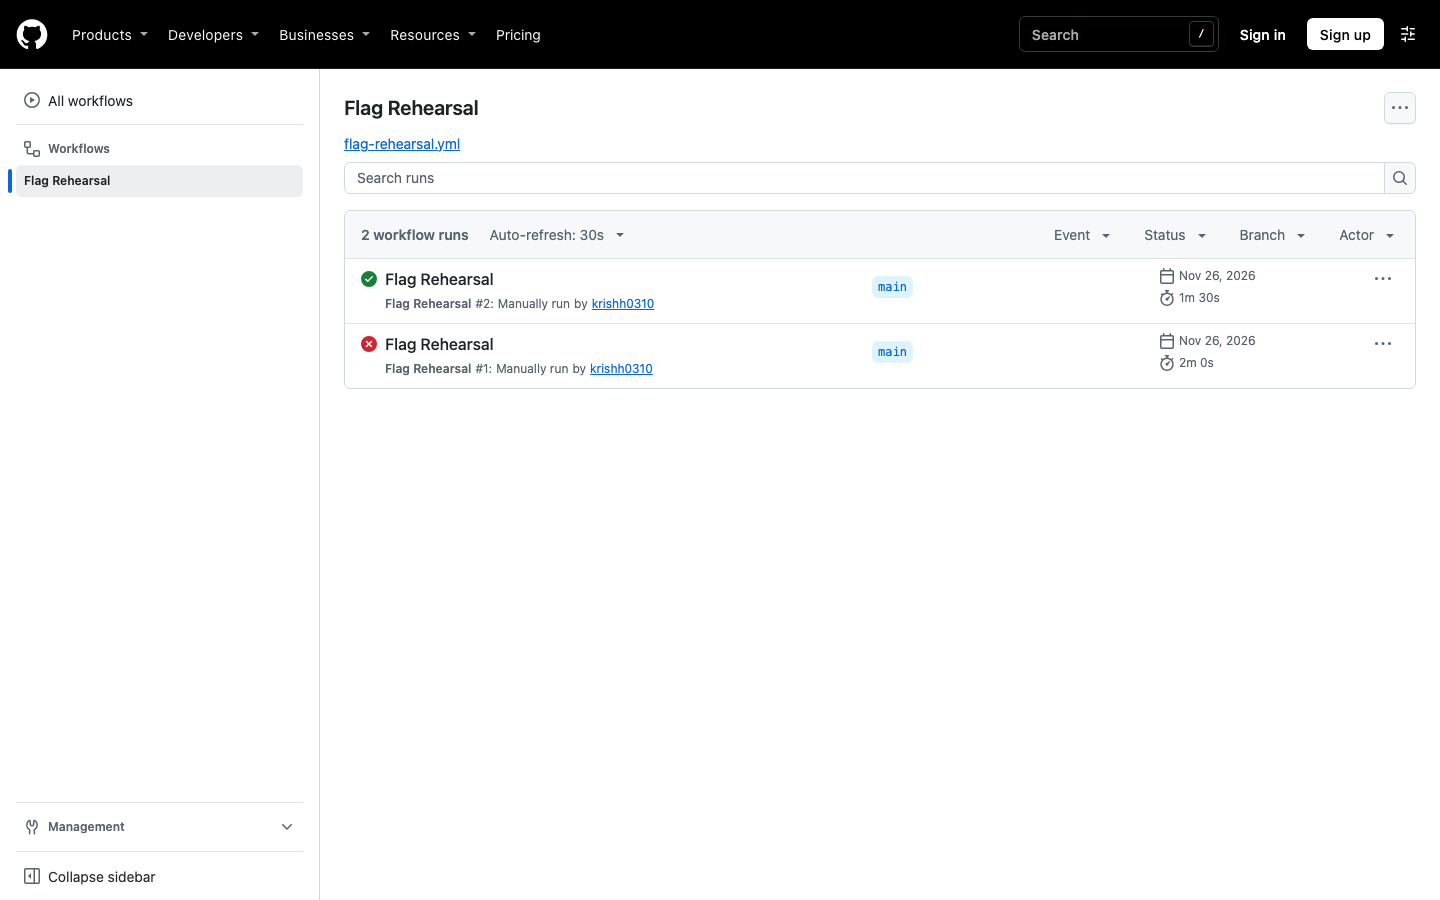 Products Developers Businesses Resources Pricing Search / Sign in Sign up
All workflows
Workflows
Flag Rehearsal
Management
Collapse sidebar
Flag Rehearsal
flag-rehearsal.yml
Search runs
2 workflow runs Auto-refresh: 30s Event Status Branch Actor
Flag Rehearsal
Flag Rehearsal #2: Manually run by krishh0310
main
Nov 26, 2026
1m 30s
Flag Rehearsal
Flag Rehearsal #1: Manually run by krishh0310
main
Nov 26, 2026
2m 0s